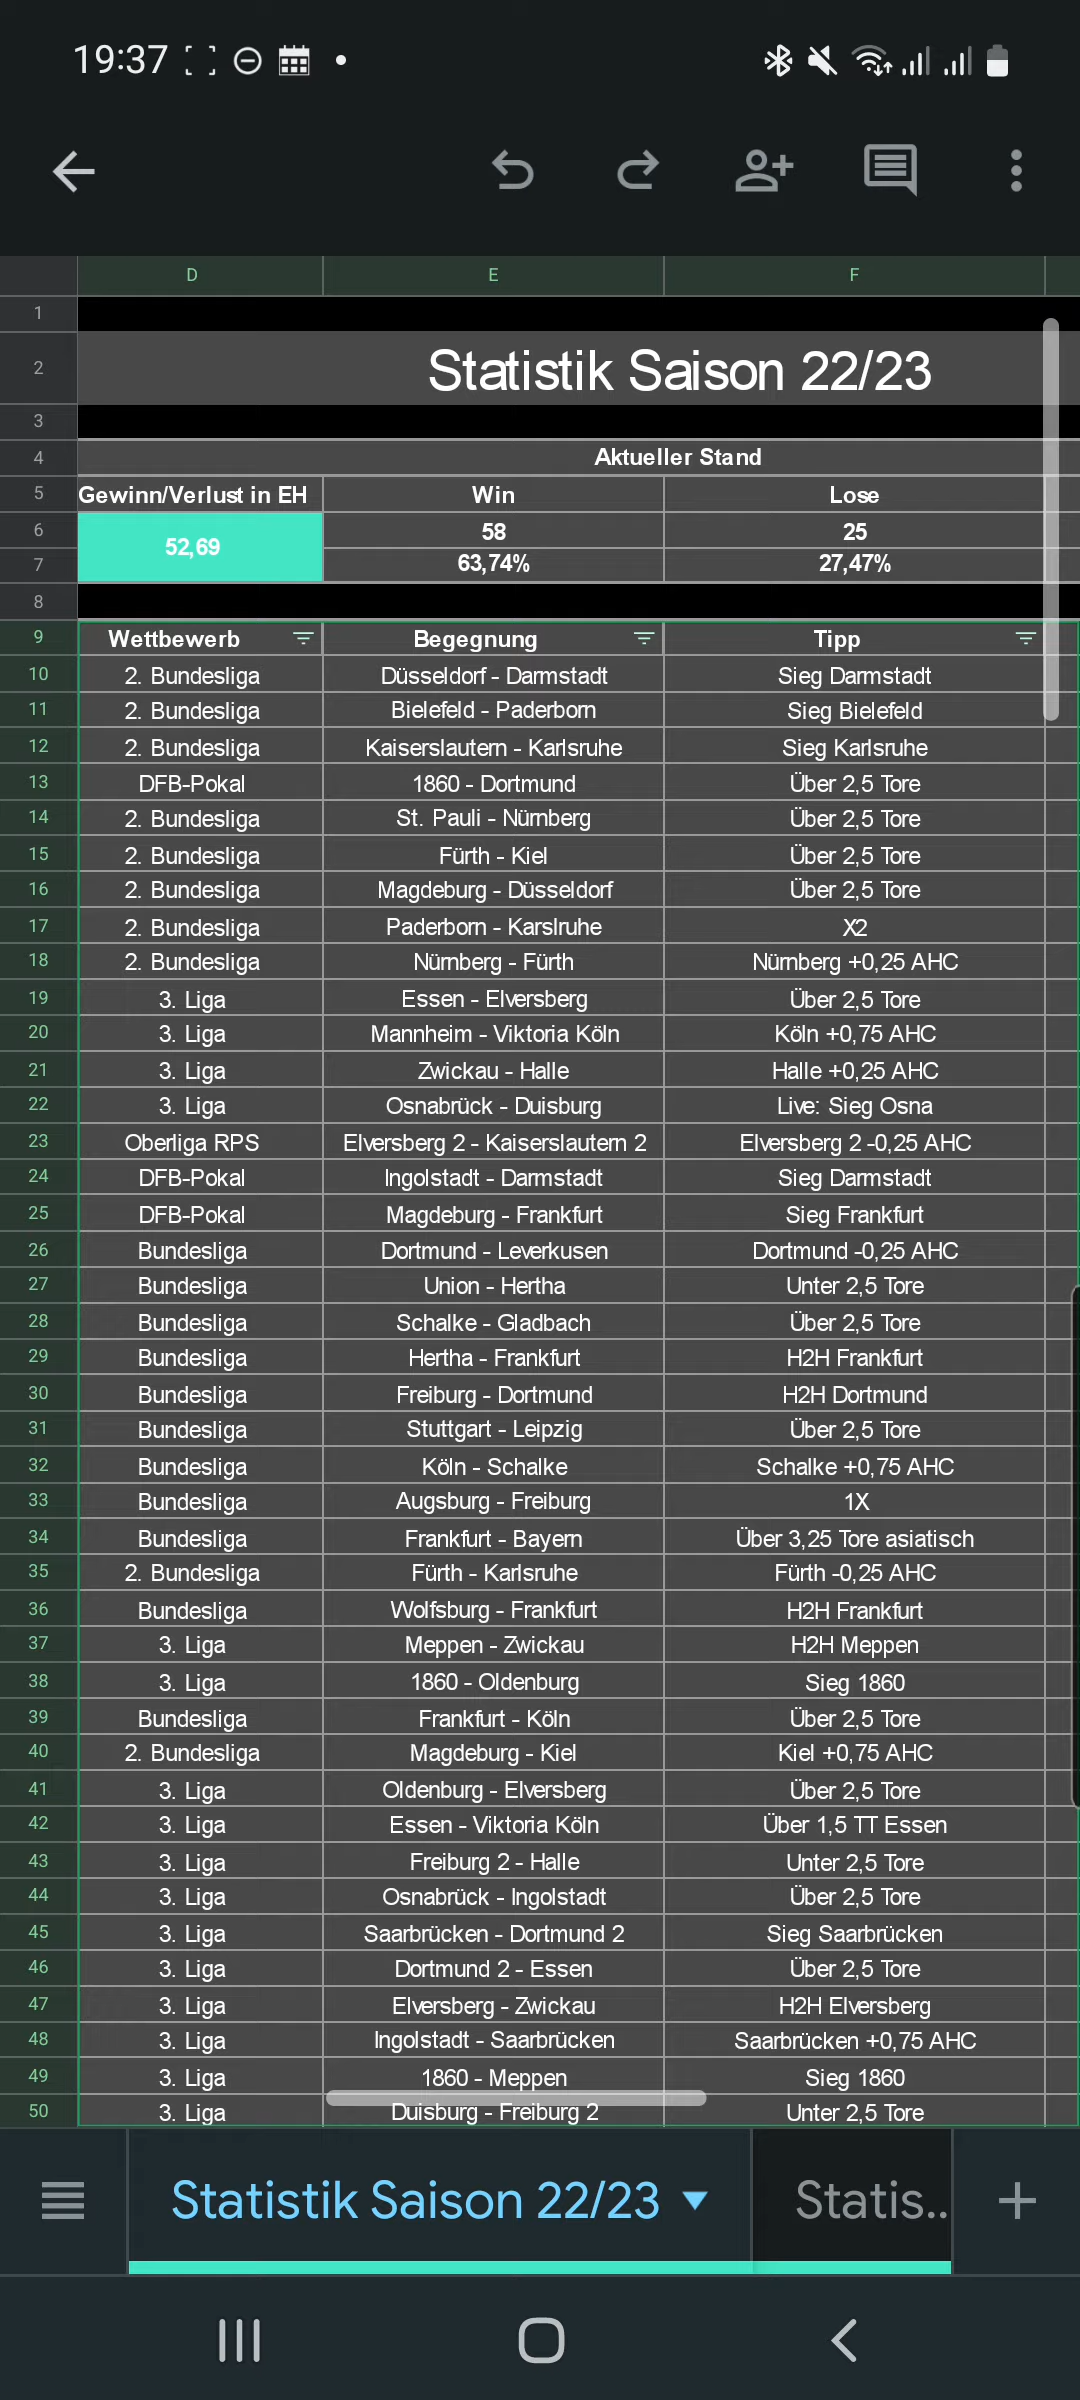 19:37
D E F
1
2 Statistik Saison 22/23
3
4 Aktueller Stand
5 Gewinn/Verlust in EH Win Lose
6 52,69 58 25
7 63,74% 27,47%
8
9 Wettbewerb Begegnung Tipp
10 2. Bundesliga Düsseldorf - Darmstadt Sieg Darmstadt
11 2. Bundesliga Bielefeld - Paderborn Sieg Bielefeld
12 2. Bundesliga Kaiserslautern - Karlsruhe Sieg Karlsruhe
13 DFB-Pokal 1860 - Dortmund Über 2,5 Tore
14 2. Bundesliga St. Pauli - Nürnberg Über 2,5 Tore
15 2. Bundesliga Fürth - Kiel Über 2,5 Tore
16 2. Bundesliga Magdeburg - Düsseldorf Über 2,5 Tore
17 2. Bundesliga Paderborn - Karslruhe X2
18 2. Bundesliga Nürnberg - Fürth Nürnberg +0,25 AHC
19 3. Liga Essen - Elversberg Über 2,5 Tore
20 3. Liga Mannheim - Viktoria Köln Köln +0,75 AHC
21 3. Liga Zwickau - Halle Halle +0,25 AHC
22 3. Liga Osnabrück - Duisburg Live: Sieg Osna
23 Oberliga RPS Elversberg 2 - Kaiserslautern 2 Elversberg 2 -0,25 AHC
24 DFB-Pokal Ingolstadt - Darmstadt Sieg Darmstadt
25 DFB-Pokal Magdeburg - Frankfurt Sieg Frankfurt
26 Bundesliga Dortmund - Leverkusen Dortmund -0,25 AHC
27 Bundesliga Union - Hertha Unter 2,5 Tore
28 Bundesliga Schalke - Gladbach Über 2,5 Tore
29 Bundesliga Hertha - Frankfurt H2H Frankfurt
30 Bundesliga Freiburg - Dortmund H2H Dortmund
31 Bundesliga Stuttgart - Leipzig Über 2,5 Tore
32 Bundesliga Köln - Schalke Schalke +0,75 AHC
33 Bundesliga Augsburg - Freiburg 1X
34 Bundesliga Frankfurt - Bayern Über 3,25 Tore asiatisch
35 2. Bundesliga Fürth - Karlsruhe Fürth -0,25 AHC
36 Bundesliga Wolfsburg - Frankfurt H2H Frankfurt
37 3. Liga Meppen - Zwickau H2H Meppen
38 3. Liga 1860 - Oldenburg Sieg 1860
39 Bundesliga Frankfurt - Köln Über 2,5 Tore
40 2. Bundesliga Magdeburg - Kiel Kiel +0,75 AHC
41 3. Liga Oldenburg - Elversberg Über 2,5 Tore
42 3. Liga Essen - Viktoria Köln Über 1,5 TT Essen
43 3. Liga Freiburg 2 - Halle Unter 2,5 Tore
44 3. Liga Osnabrück - Ingolstadt Über 2,5 Tore
45 3. Liga Saarbrücken - Dortmund 2 Sieg Saarbrücken
46 3. Liga Dortmund 2 - Essen Über 2,5 Tore
47 3. Liga Elversberg - Zwickau H2H Elversberg
48 3. Liga Ingolstadt - Saarbrücken Saarbrücken +0,75 AHC
49 3. Liga 1860 - Meppen Sieg 1860
50 3. Liga Duisburg - Freiburg 2 Unter 2,5 Tore
Statistik Saison 22/23 Statis..